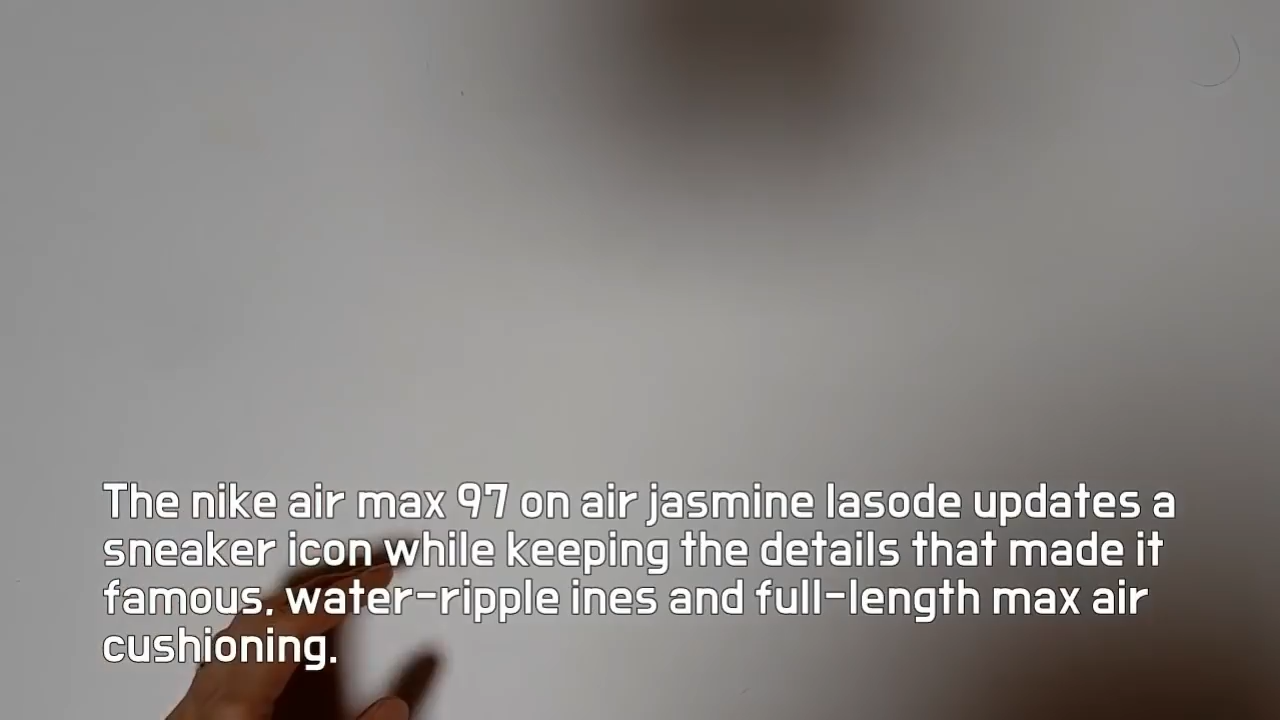 The nike air max 97 on air jasmine lasode updates a
sneaker icon while keeping the details that made it
famous. water-ripple ines and full-length max air
cushioning.